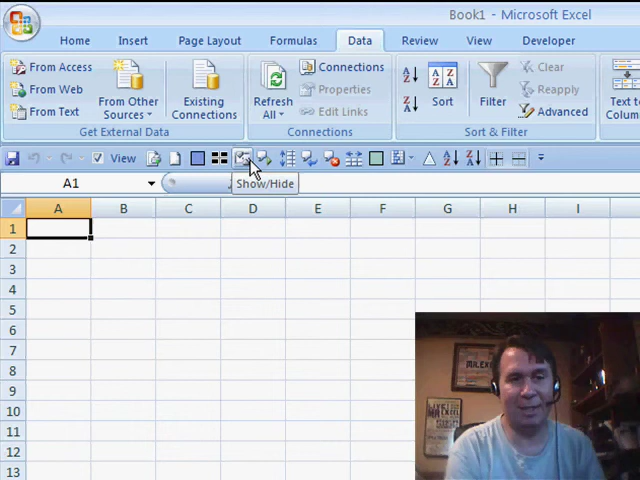 Book1 - Microsoft Excel
Home Insert Page Layout Formulas Data Review View Developer
From Access
From Web
From Text
From Other
Sources
Existing
Connections
Get External Data
Refresh
All
Connections
Properties
Edit Links
Connections
Sort
Filter
Clear
Reapply
Advanced
Sort & Filter
Text to
View
Show/Hide
A1
A B C D E F G H I
1
2
3
4
5
6
7
8
9
10
11
12
13
MR.EXCEL